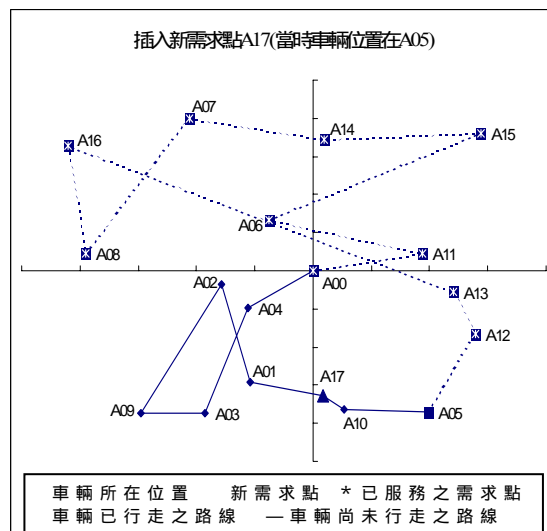 插入新需求點A17(當時車輛位置在A05)
A07
A14
A15
A16
A06
A11
A08
A00
A02
A13
A04
A12
A01
A17
A09
A03
A10
A05
車輛所在位置 新需求點 *已服務之需求點
車輛已行走之路線 —車輛尚未行走之路線